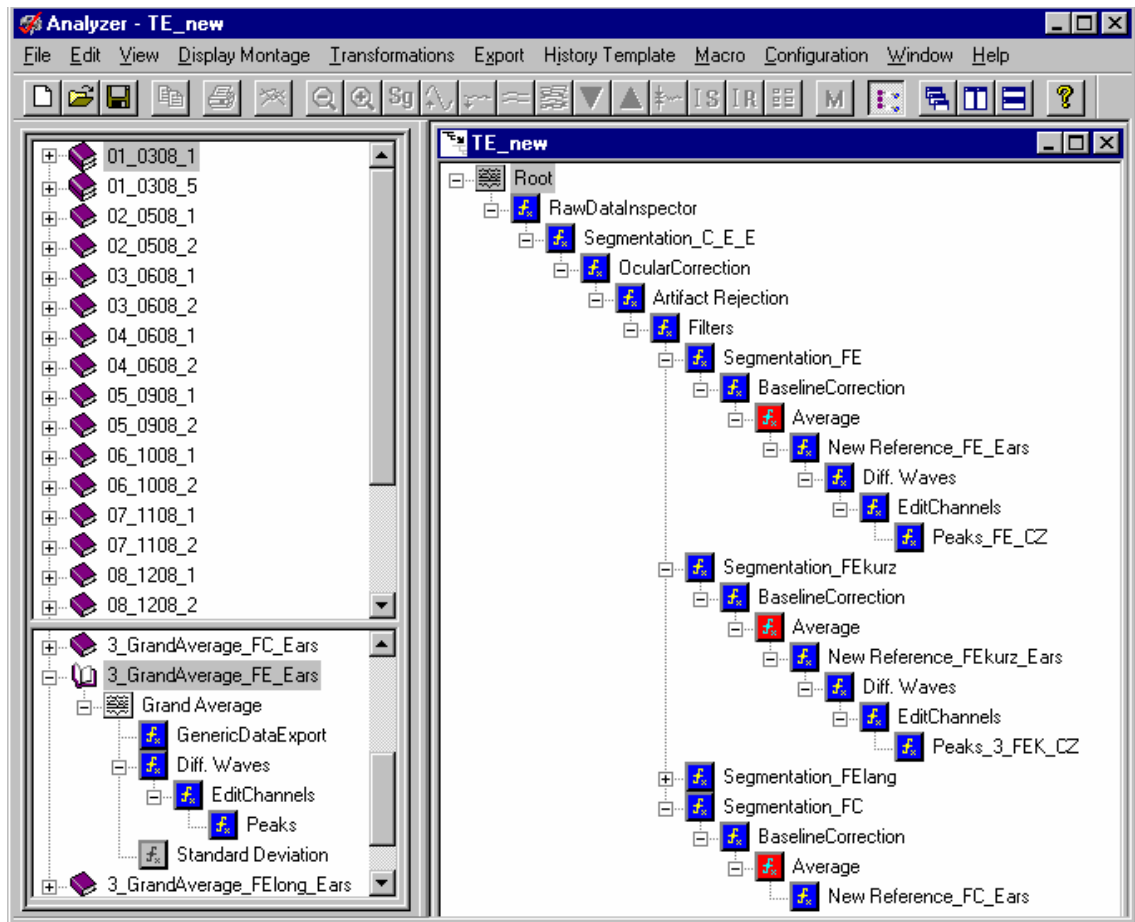 Analyzer - TE_new
File Edit View Display Montage Transformations Export History Template Macro Configuration Window Help
Sg IS IR M ?
01_0308_1
01_0308_5
02_0508_1
02_0508_2
03_0608_1
03_0608_2
04_0608_1
04_0608_2
05_0908_1
05_0908_2
06_1008_1
06_1008_2
07_1108_1
07_1108_2
08_1208_1
08_1208_2
3_GrandAverage_FC_Ears
3_GrandAverage_FE_Ears
Grand Average
GenericDataExport
Diff. Waves
EditChannels
Peaks
Standard Deviation
3_GrandAverage_FElong_Ears
TE_new
Root
RawDataInspector
Segmentation_C_E_E
OcularCorrection
Artifact Rejection
Filters
Segmentation_FE
BaselineCorrection
Average
New Reference_FE_Ears
Diff. Waves
EditChannels
Peaks_FE_CZ
Segmentation_FEkurz
BaselineCorrection
Average
New Reference_FEkurz_Ears
Diff. Waves
EditChannels
Peaks_3_FEK_CZ
Segmentation_FElang
Segmentation_FC
BaselineCorrection
Average
New Reference_FC_Ears